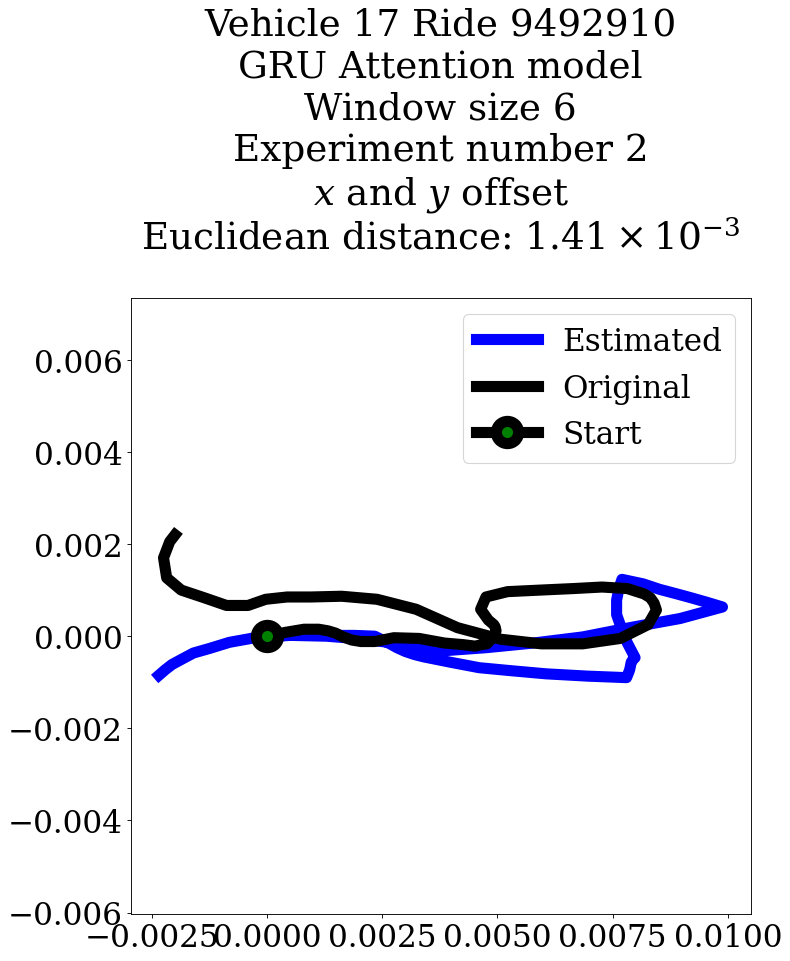 Vehicle 17 Ride 9492910
GRU Attention model
Window size 6
Experiment number 2
x and y offset
Euclidean distance: 1.41 × 10⁻³
Estimated
Original
Start
0.006
0.004
0.002
0.000
−0.002
−0.004
−0.006
−0.0025 0.0000 0.0025 0.0050 0.0075 0.0100